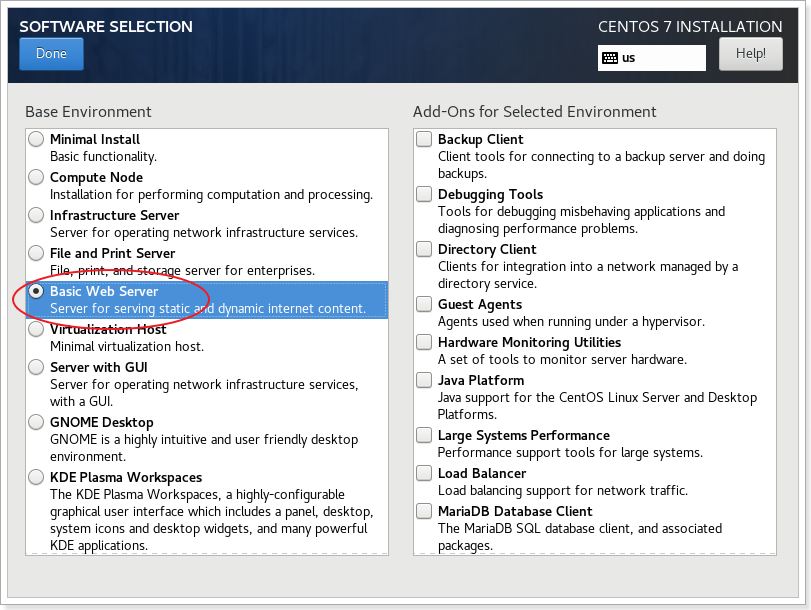 SOFTWARE SELECTION
CENTOS 7 INSTALLATION
Done
us
Help!
Base Environment
Minimal Install
Basic functionality.
Compute Node
Installation for performing computation and processing.
Infrastructure Server
Server for operating network infrastructure services.
File and Print Server
File, print, and storage server for enterprises.
Basic Web Server
Server for serving static and dynamic internet content.
Virtualization Host
Minimal virtualization host.
Server with GUI
Server for operating network infrastructure services,
with a GUI.
GNOME Desktop
GNOME is a highly intuitive and user friendly desktop
environment.
KDE Plasma Workspaces
The KDE Plasma Workspaces, a highly-configurable
graphical user interface which includes a panel, desktop,
system icons and desktop widgets, and many powerful
KDE applications.
Add-Ons for Selected Environment
Backup Client
Client tools for connecting to a backup server and doing
backups.
Debugging Tools
Tools for debugging misbehaving applications and
diagnosing performance problems.
Directory Client
Clients for integration into a network managed by a
directory service.
Guest Agents
Agents used when running under a hypervisor.
Hardware Monitoring Utilities
A set of tools to monitor server hardware.
Java Platform
Java support for the CentOS Linux Server and Desktop
Platforms.
Large Systems Performance
Performance support tools for large systems.
Load Balancer
Load balancing support for network traffic.
MariaDB Database Client
The MariaDB SQL database client, and associated
packages.